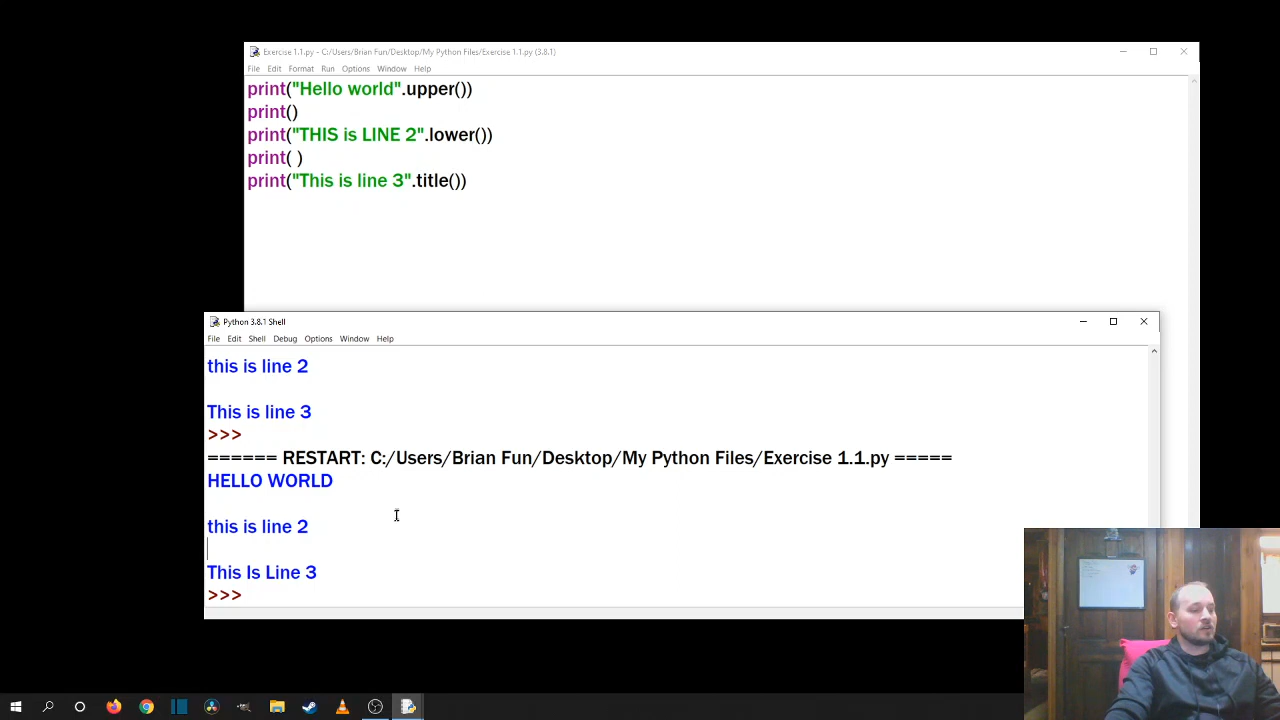 Exercise 1.1.py - C:/Users/Brian Fun/Desktop/My Python Files/Exercise 1.1.py (3.8.1)
File Edit Format Run Options Window Help
print("Hello world".upper())
print()
print("THIS is LINE 2".lower())
print( )
print("This is line 3".title())
Python 3.8.1 Shell
File Edit Shell Debug Options Window Help
this is line 2
This is line 3
>>>
====== RESTART: C:/Users/Brian Fun/Desktop/My Python Files/Exercise 1.1.py =====
HELLO WORLD
this is line 2
This Is Line 3
>>>